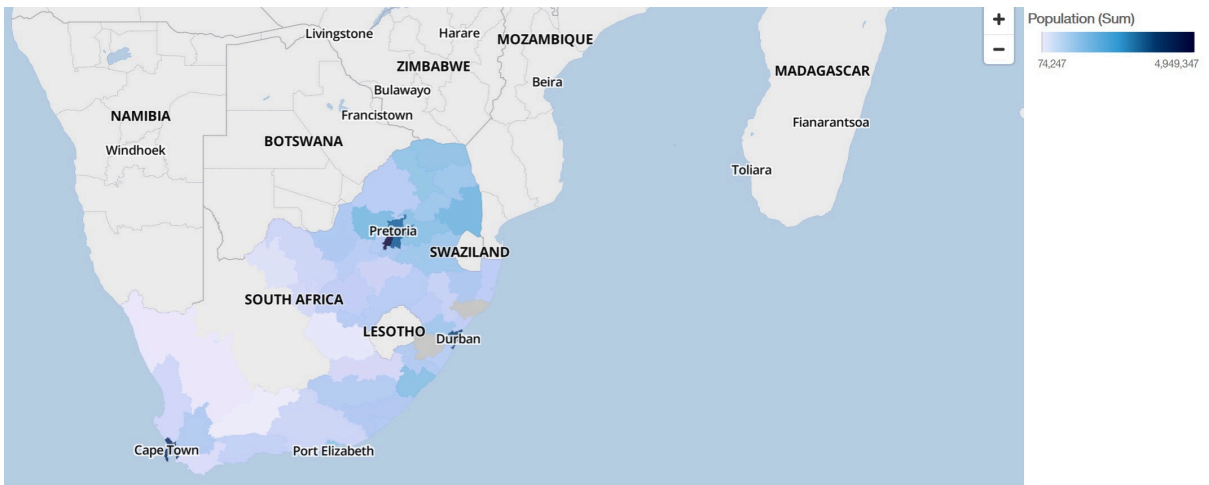 Livingstone
Harare
MOZAMBIQUE
+
Population (Sum)
−
ZIMBABWE
MADAGASCAR
74,247
4,949,347
Bulawayo
Beira
NAMIBIA
Francistown
Fianarantsoa
BOTSWANA
Windhoek
Toliara
Pretoria
SWAZILAND
SOUTH AFRICA
LESOTHO
Durban
Cape Town
Port Elizabeth